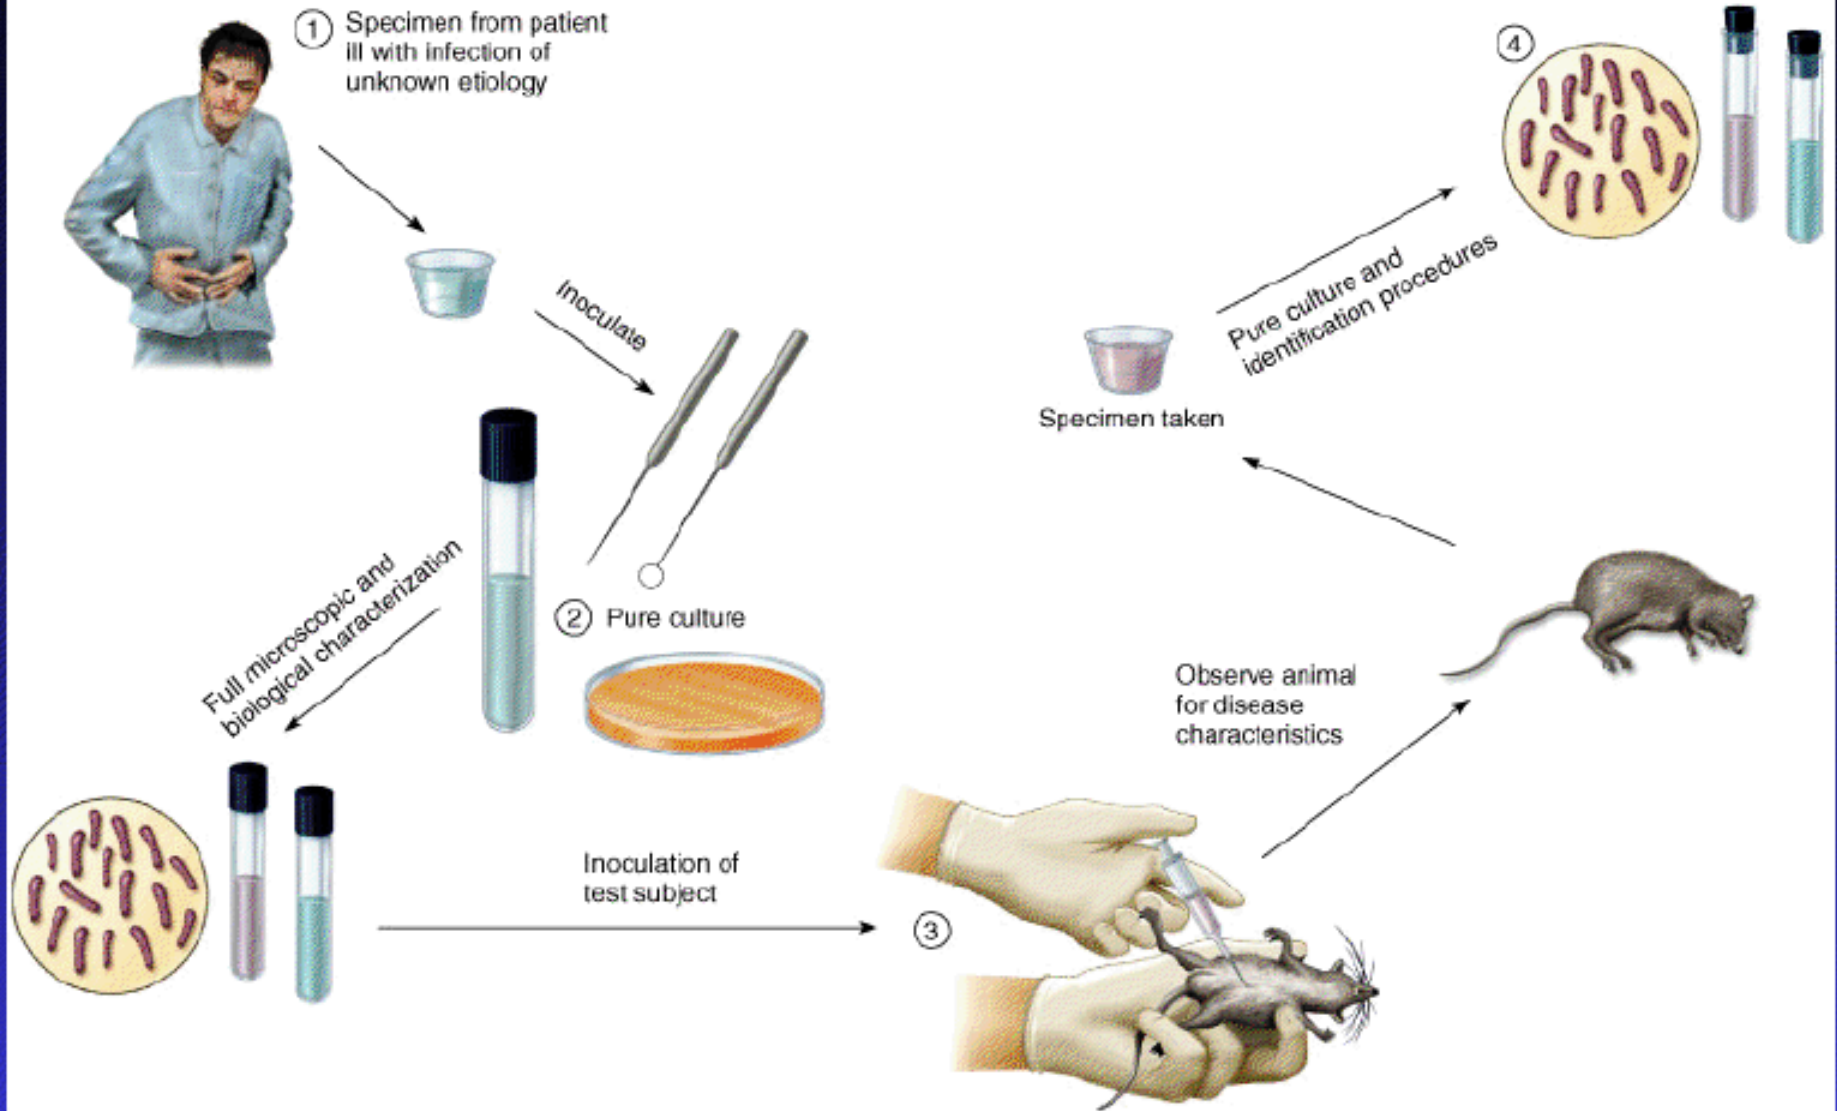 1
Specimen from patient
ill with infection of
unknown etiology
Inoculate
2 Pure culture
Full microscopic and
biological characterization
Inoculation of
test subject
3
Observe animal
for disease
characteristics
Specimen taken
Pure culture and
identification procedures
4